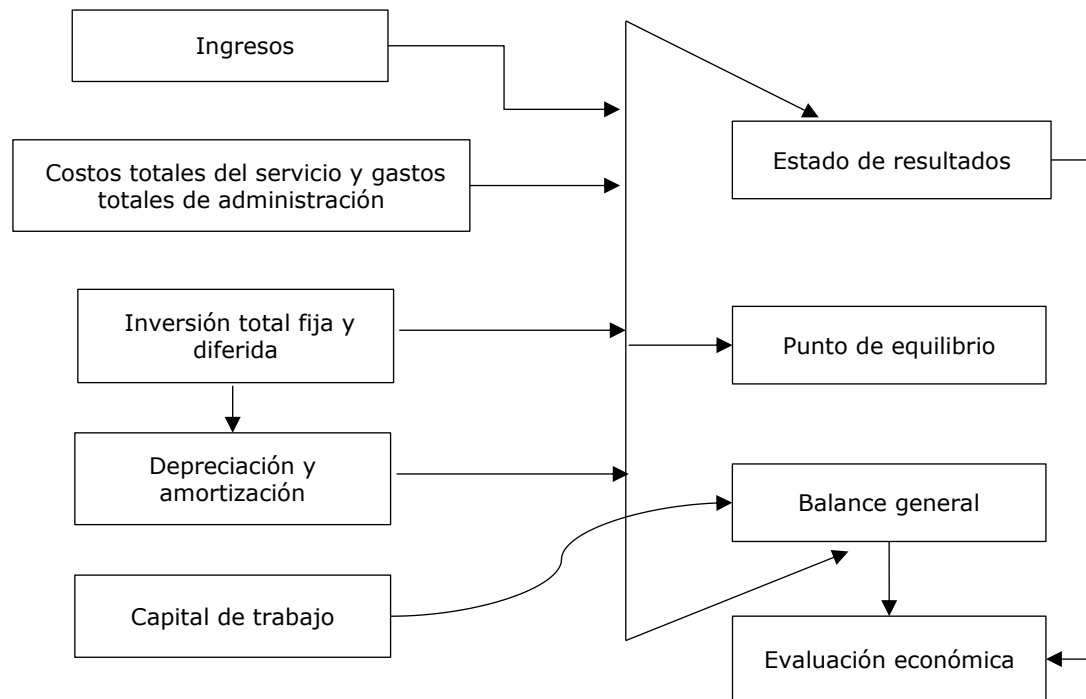 Ingresos
Costos totales del servicio y gastos
totales de administración
Inversión total fija y
diferida
Depreciación y
amortización
Capital de trabajo
Estado de resultados
Punto de equilibrio
Balance general
Evaluación económica